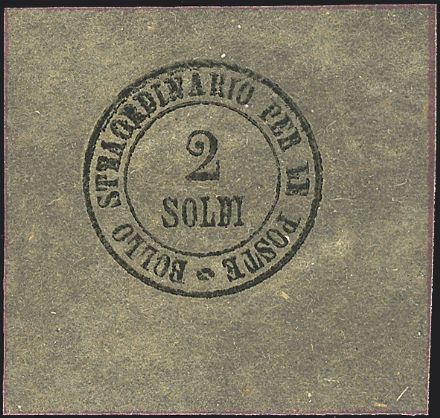 BOLLO STRAORDINARIO PER LE POSTE
2
SOLDI